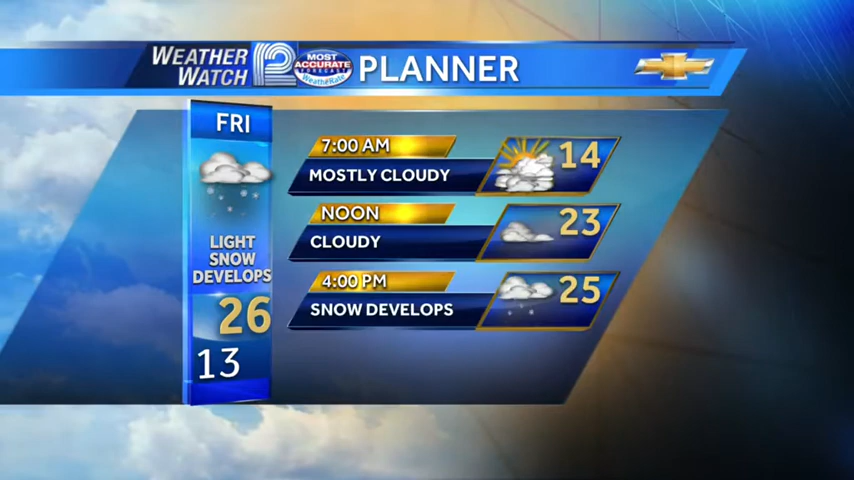 WEATHER WATCH 12 MOST ACCURATE FORECAST WeatheRate PLANNER
FRI
LIGHT
SNOW
DEVELOPS
26
13
7:00 AM
MOSTLY CLOUDY 14
NOON
CLOUDY 23
4:00 PM
SNOW DEVELOPS 25